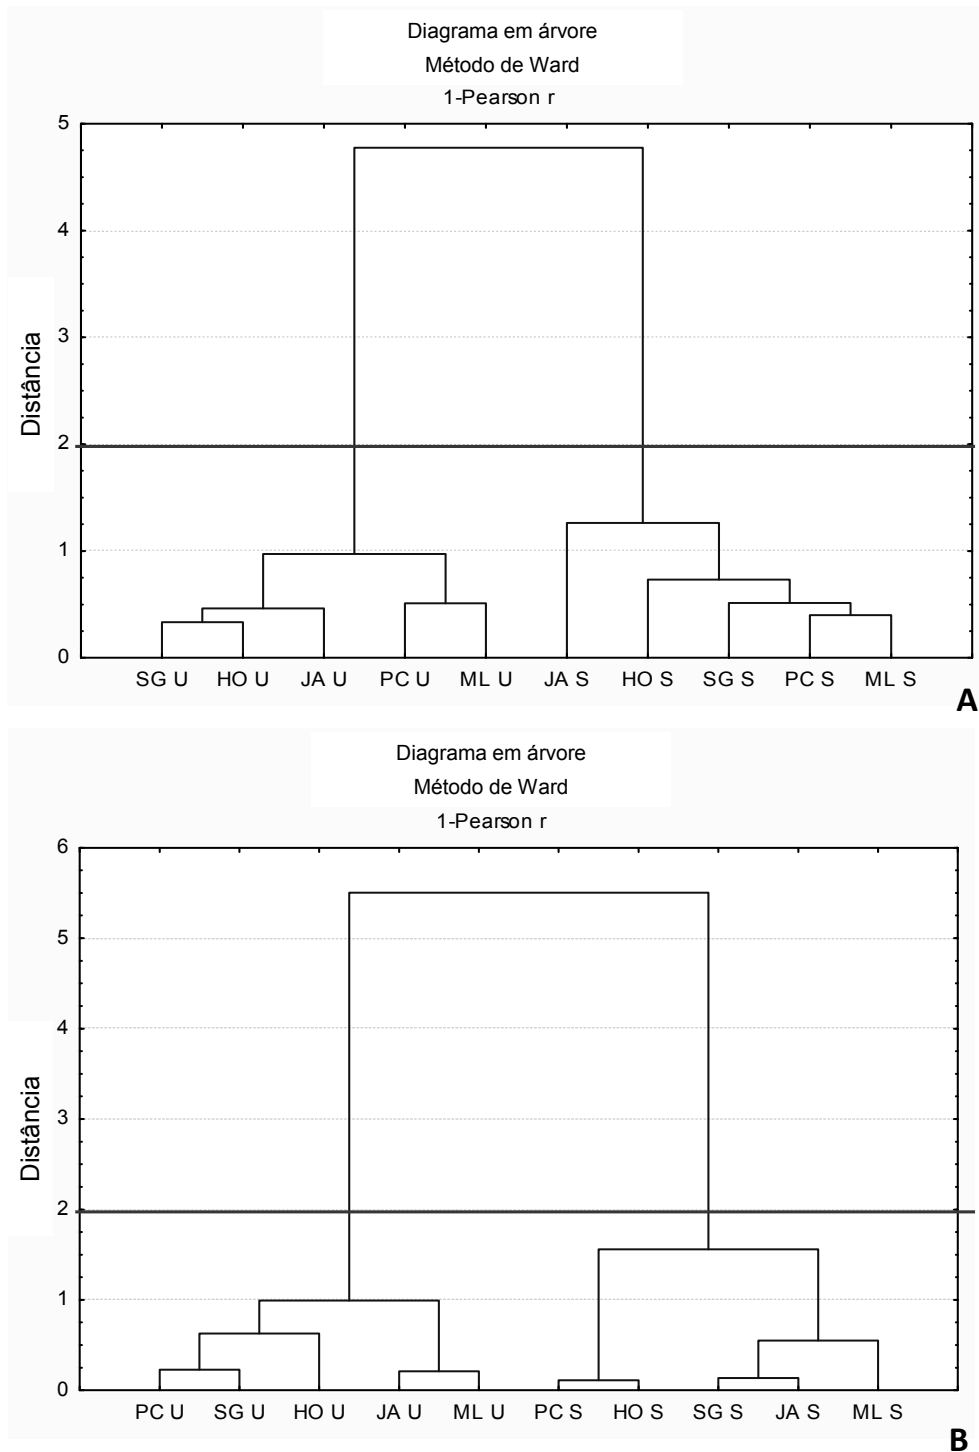 Diagrama em árvore
Método de Ward
1-Pearson r
5
4
3
2
1
0
Distância
SG U HO U JA U PC U ML U JA S HO S SG S PC S ML S
A
Diagrama em árvore
Método de Ward
1-Pearson r
6
5
4
3
2
1
0
Distância
PC U SG U HO U JA U ML U PC S HO S SG S JA S ML S
B